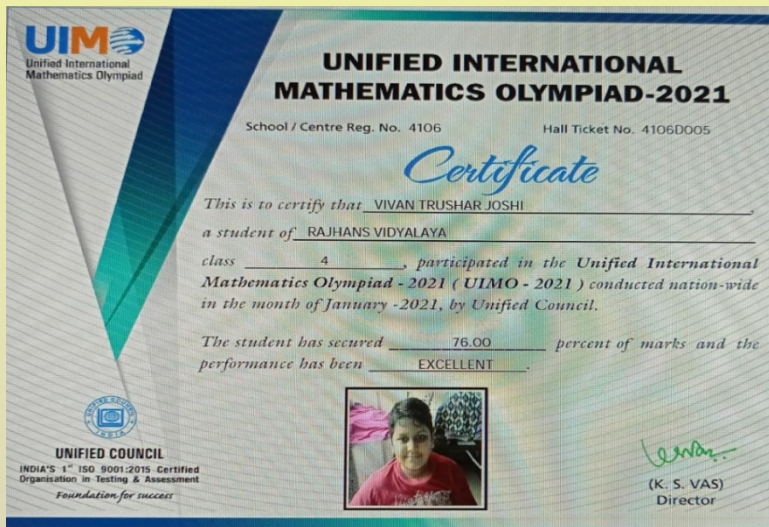 UIMO
Unified International
Mathematics Olympiad
UNIFIED INTERNATIONAL
MATHEMATICS OLYMPIAD-2021
School / Centre Reg. No. 4106
Hall Ticket No. 4106D005
Certificate
This is to certify that VIVAN TRUSHAR JOSHI,
a student of RAJHANS VIDYALAYA
class 4, participated in the Unified International
Mathematics Olympiad - 2021 ( UIMO - 2021 ) conducted nation-wide
in the month of January -2021, by Unified Council.
The student has secured 76.00 percent of marks and the
performance has been EXCELLENT.
UNIFIED COUNCIL
INDIA
UNIFIED COUNCIL
INDIA'S 1st ISO 9001:2015 Certified
Organisation in Testing & Assessment
Foundation for success
(K. S. VAS)
Director